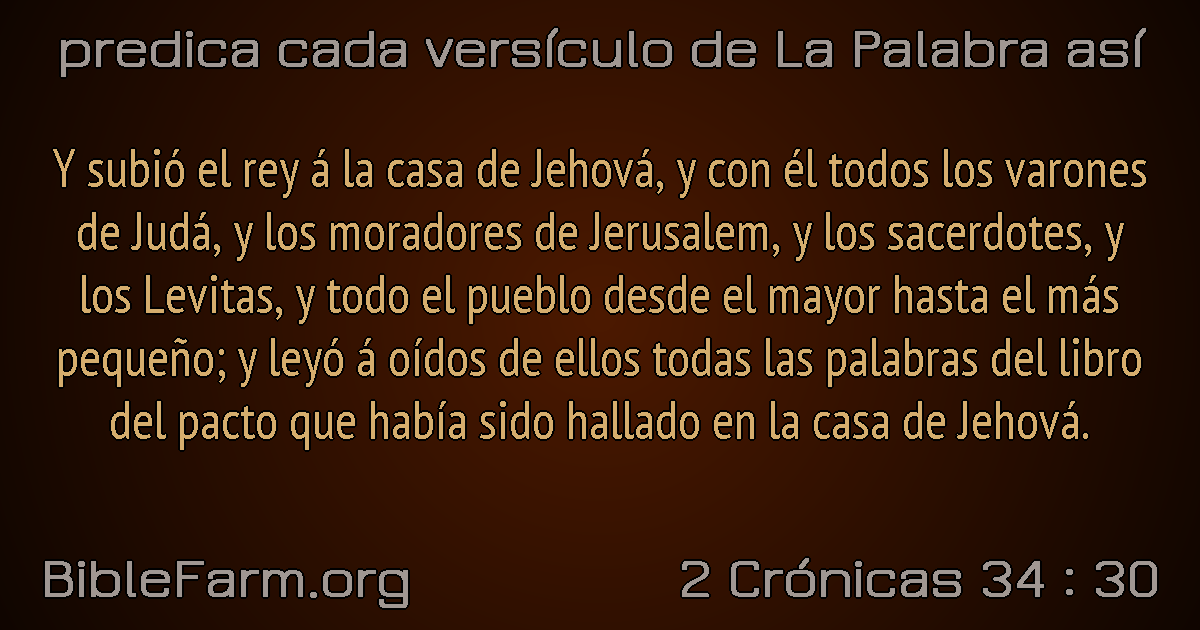 predica cada versículo de La Palabra así
Y subió el rey á la casa de Jehová, y con él todos los varones
de Judá, y los moradores de Jerusalem, y los sacerdotes, y
los Levitas, y todo el pueblo desde el mayor hasta el más
pequeño; y leyó á oídos de ellos todas las palabras del libro
del pacto que había sido hallado en la casa de Jehová.
BibleFarm.org
2 Crónicas 34 : 30